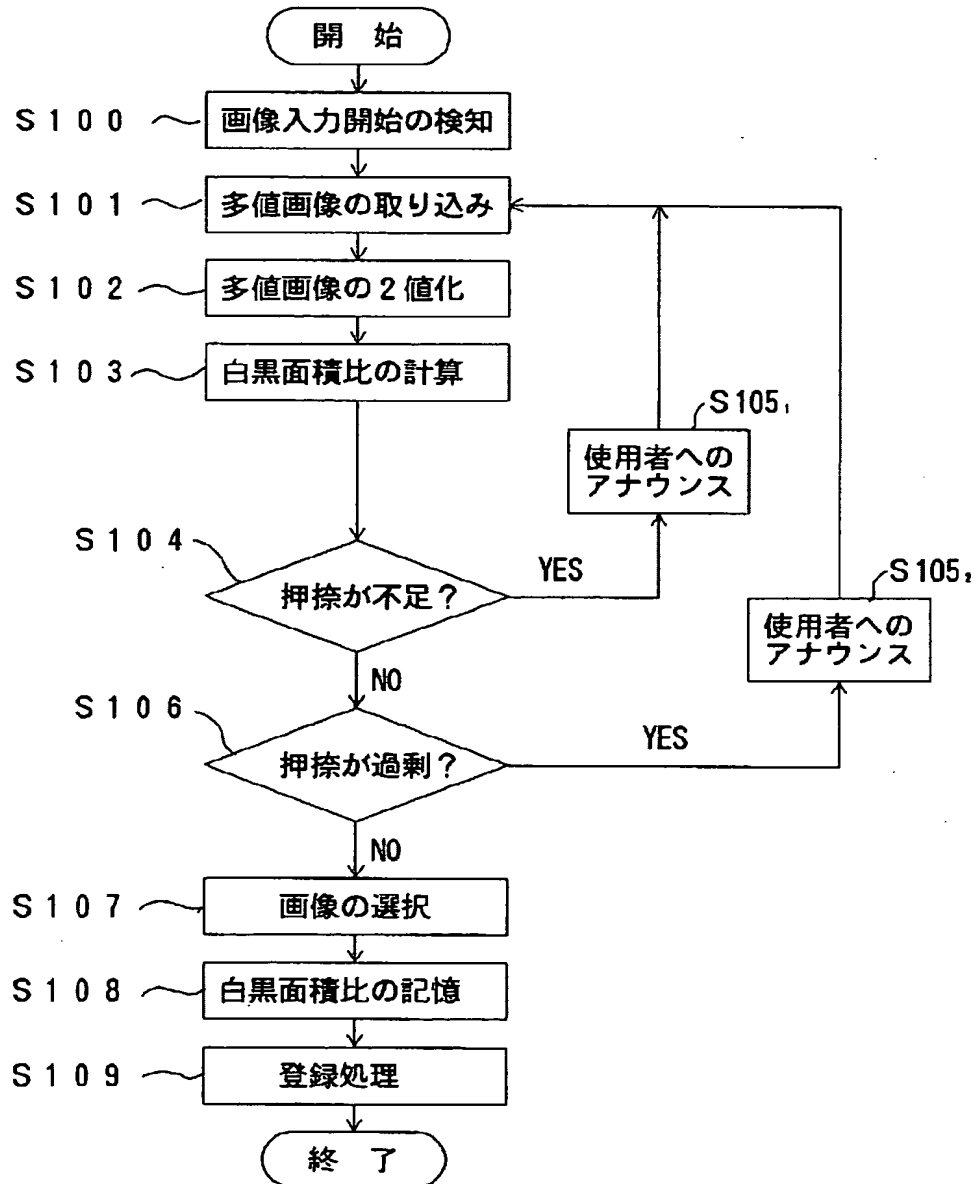 開 始
S100
画像入力開始の検知
S101
多値画像の取り込み
S102
多値画像の2値化
S103
白黒面積比の計算
S105₁
使用者への
アナウンス
S104
押捺が不足?
YES
S105₂
使用者への
アナウンス
NO
S106
押捺が過剰?
YES
NO
S107
画像の選択
S108
白黒面積比の記憶
S109
登録処理
終 了